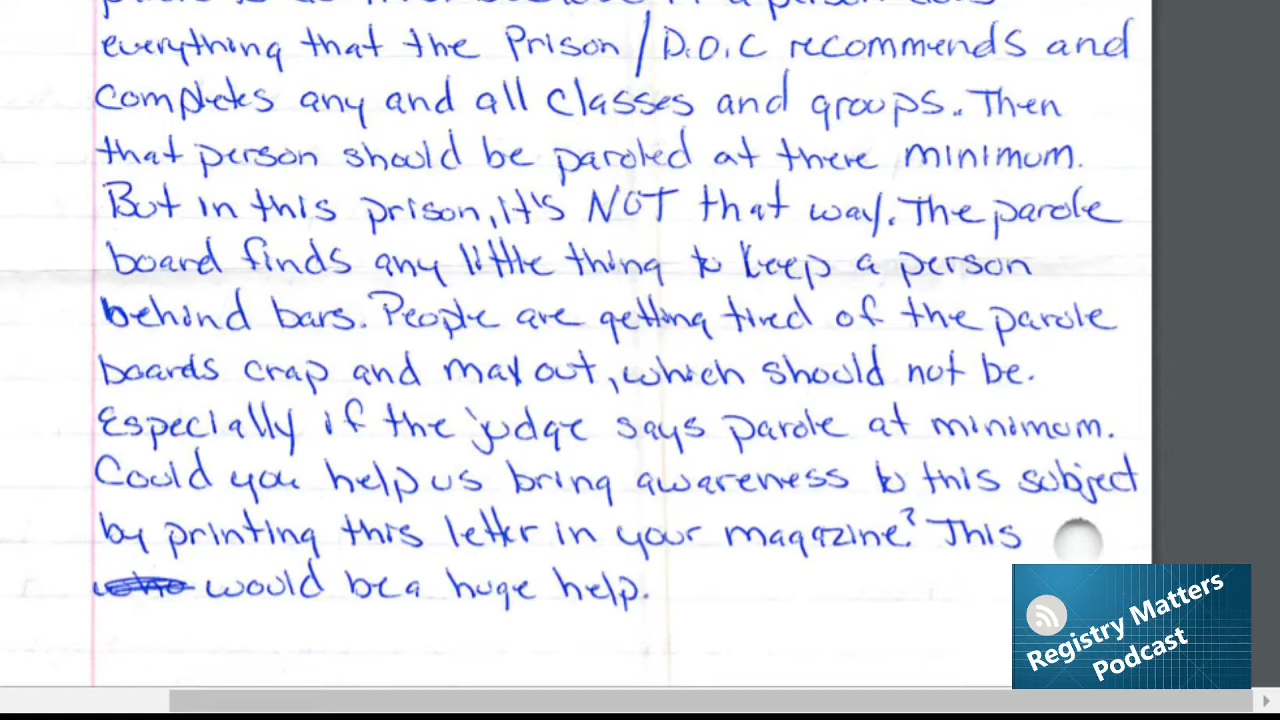 everything that the Prison / D.O.C recommends and
completes any and all classes and groups. Then
that person should be paroled at there minimum.
But in this prison, it's NOT that way. The parole
board finds any little thing to keep a person
behind bars. People are getting tired of the parole
boards crap and max out, which should not be.
Especially if the judge says parole at minimum.
Could you help us bring awareness to this subject
by printing this letter in your magazine? This
would be a huge help.
Registry Matters
Podcast